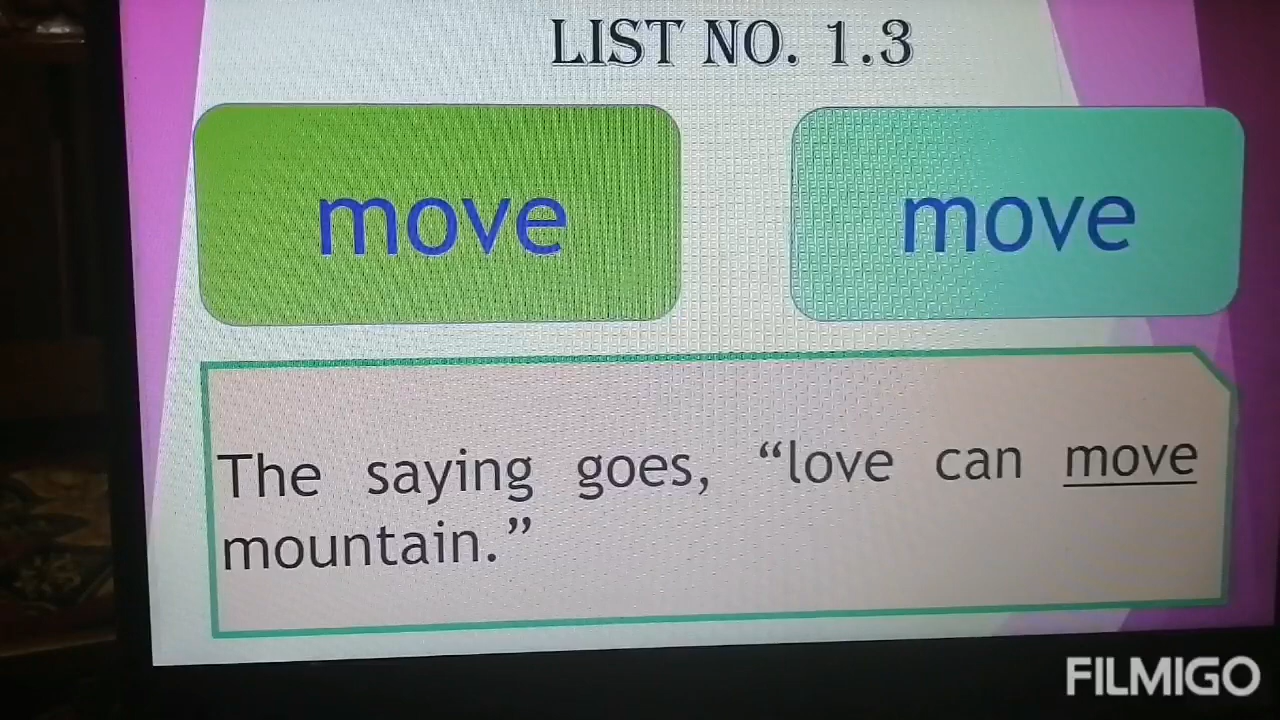 LIST NO. 1.3
move
move
The saying goes, “love can move
mountain.”
FILMIGO